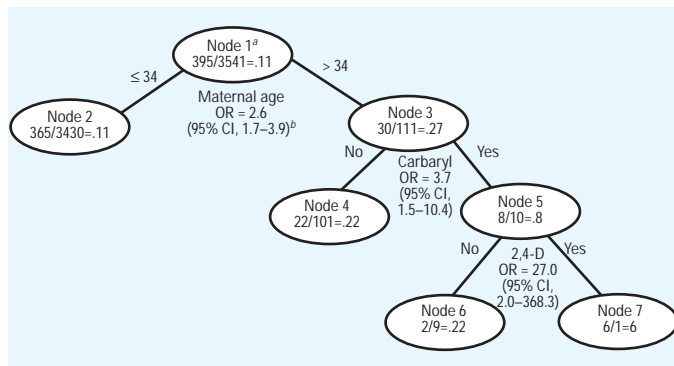 Node 1a
395/3541=.11
≤ 34
> 34
Maternal age
OR = 2.6
(95% CI, 1.7–3.9)b
Node 2
365/3430=.11
Node 3
30/111=.27
No
Yes
Carbaryl
OR = 3.7
(95% CI,
1.5–10.4)
Node 4
22/101=.22
Node 5
8/10=.8
No
Yes
2,4-D
OR = 27.0
(95% CI,
2.0–368.3)
Node 6
2/9=.22
Node 7
6/1=6